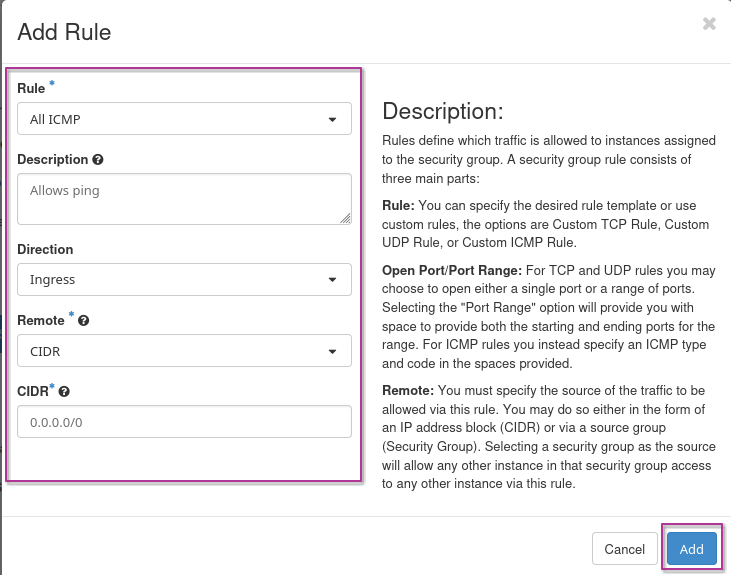 Add Rule
Rule *
All ICMP
Description
Allows ping
Direction
Ingress
Remote *
CIDR
CIDR*
0.0.0.0/0
Description:
Rules define which traffic is allowed to instances assigned
to the security group. A security group rule consists of
three main parts:
Rule: You can specify the desired rule template or use
custom rules, the options are Custom TCP Rule, Custom
UDP Rule, or Custom ICMP Rule.
Open Port/Port Range: For TCP and UDP rules you may
choose to open either a single port or a range of ports.
Selecting the "Port Range" option will provide you with
space to provide both the starting and ending ports for the
range. For ICMP rules you instead specify an ICMP type
and code in the spaces provided.
Remote: You must specify the source of the traffic to be
allowed via this rule. You may do so either in the form of
an IP address block (CIDR) or via a source group
(Security Group). Selecting a security group as the source
will allow any other instance in that security group access
to any other instance via this rule.
Cancel
Add